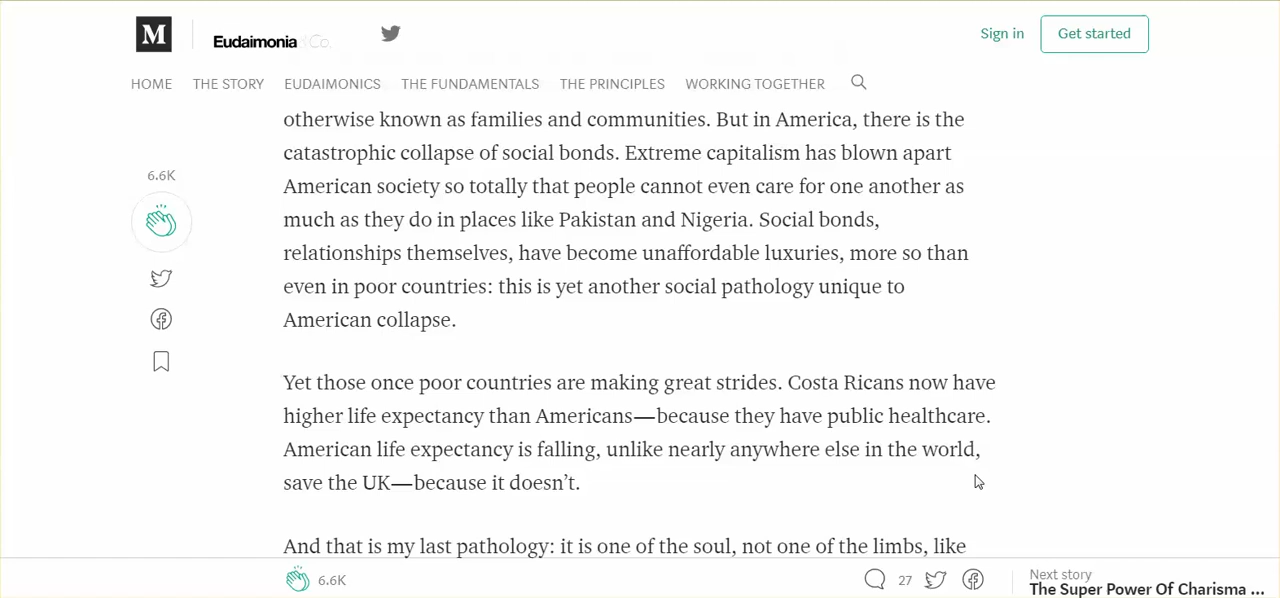 M
Eudaimonia & Co.
Sign in
Get started
HOME THE STORY EUDAIMONICS THE FUNDAMENTALS THE PRINCIPLES WORKING TOGETHER
otherwise known as families and communities. But in America, there is the
catastrophic collapse of social bonds. Extreme capitalism has blown apart
American society so totally that people cannot even care for one another as
much as they do in places like Pakistan and Nigeria. Social bonds,
relationships themselves, have become unaffordable luxuries, more so than
even in poor countries: this is yet another social pathology unique to
American collapse.
6.6K
Yet those once poor countries are making great strides. Costa Ricans now have
higher life expectancy than Americans—because they have public healthcare.
American life expectancy is falling, unlike nearly anywhere else in the world,
save the UK—because it doesn’t.
And that is my last pathology: it is one of the soul, not one of the limbs, like
6.6K
27
Next story
The Super Power Of Charisma ...